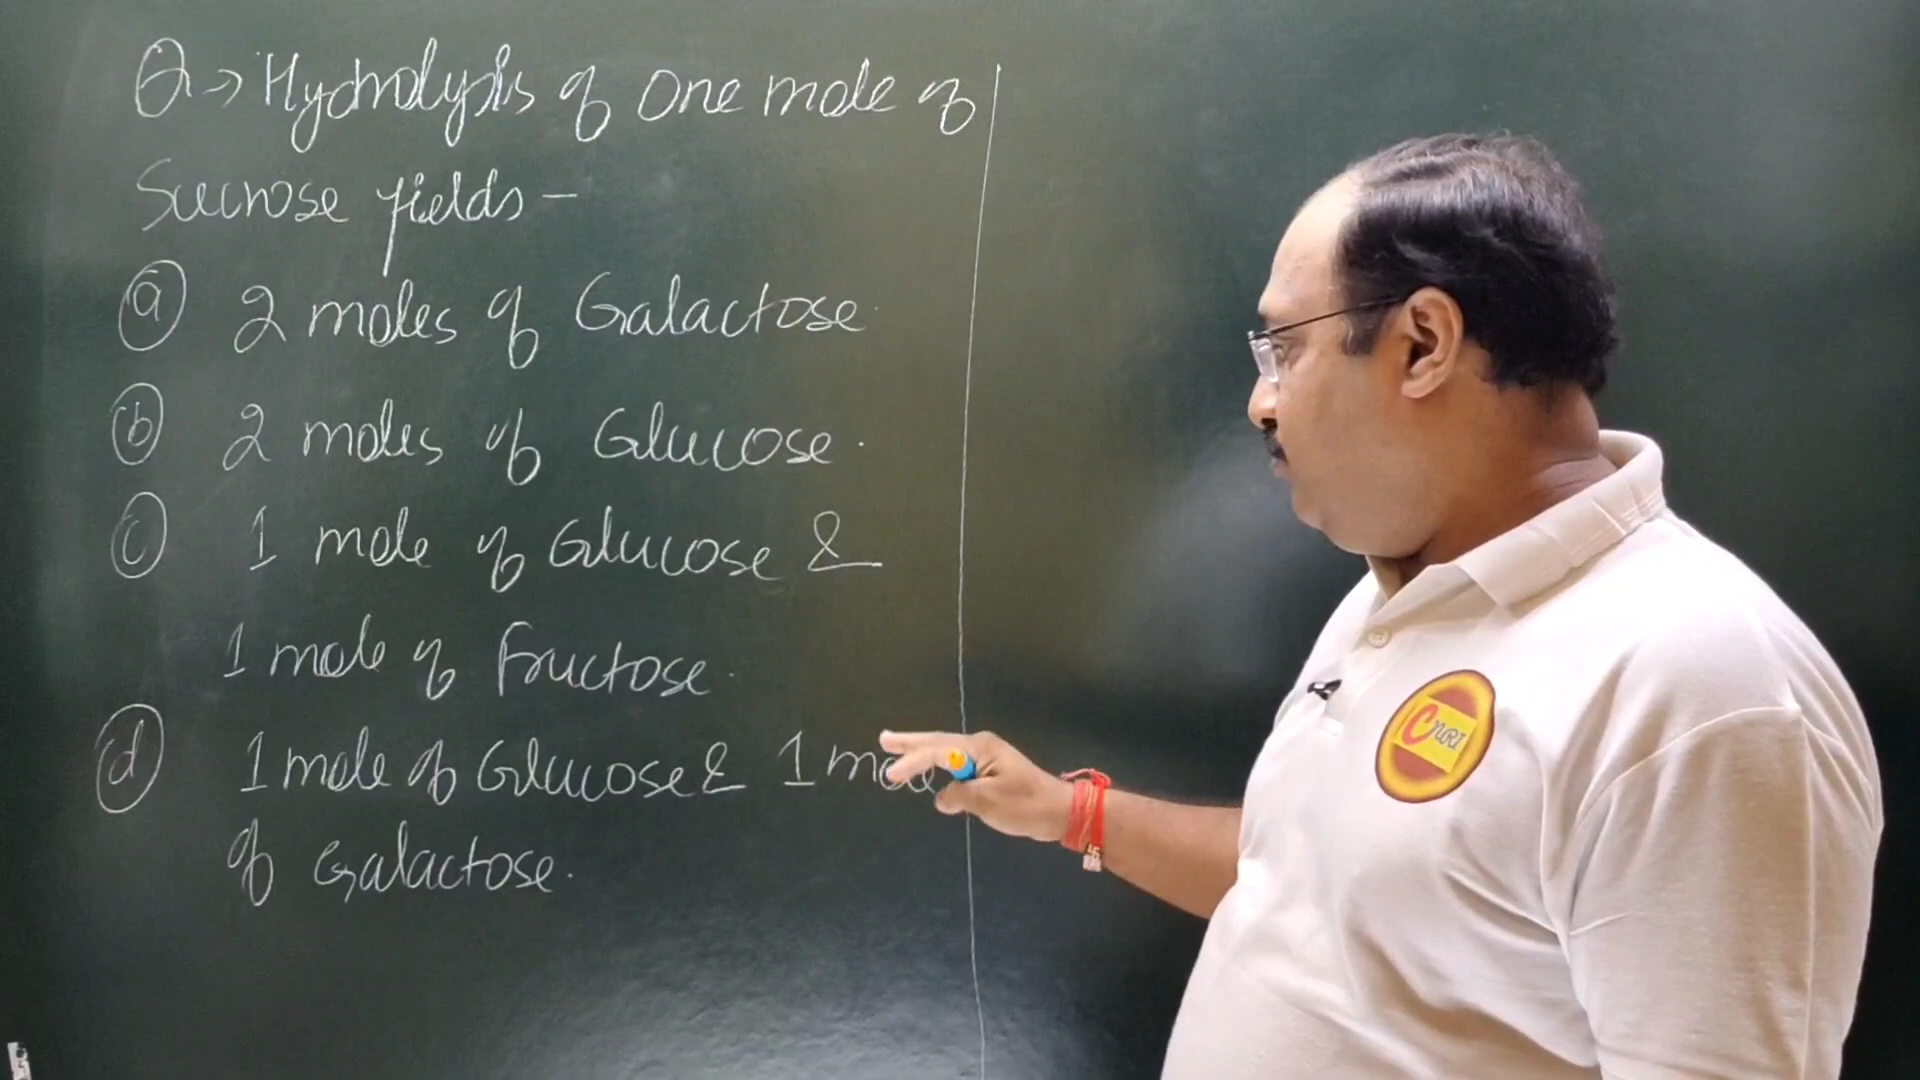 Q → Hydrolysis of one mole of
Sucrose yields -
(a) 2 moles of Galactose.
(b) 2 moles of Glucose.
(c) 1 mole of Glucose &
1 mole of Fructose.
(d) 1 mole of Glucose & 1 mole
of Galactose.
CNRI